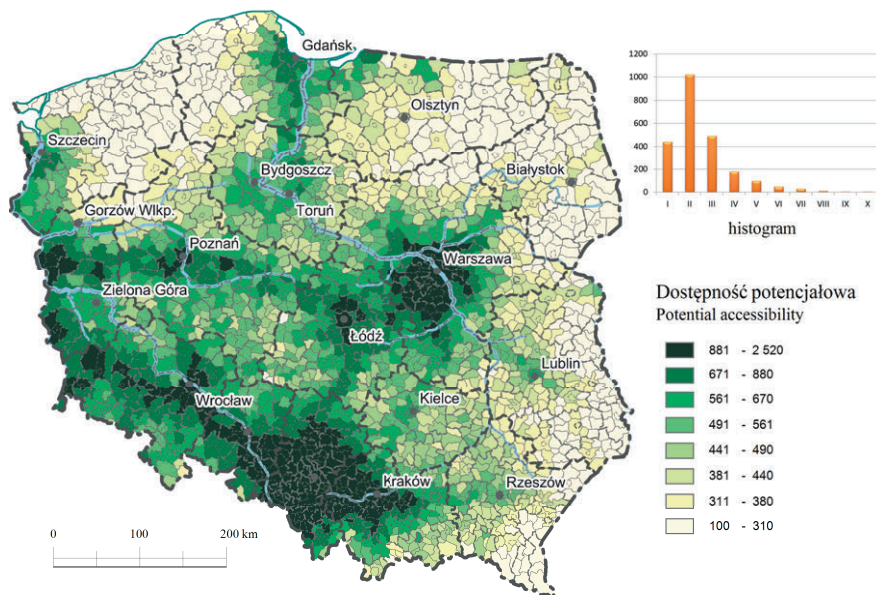 Gdańsk
Olsztyn
Szczecin
Bydgoszcz
Białystok
Toruń
Gorzów Wlkp.
Poznań
Warszawa
Zielona Góra
Łódź
Lublin
Wrocław
Kielce
Kraków
Rzeszów
0 100 200 km
1200
1000
800
600
400
200
0
I II III IV V VI VII VIII IX X
histogram
Dostępność potencjałowa
Potential accessibility
881 - 2 520
671 - 880
561 - 670
491 - 561
441 - 490
381 - 440
311 - 380
100 - 310